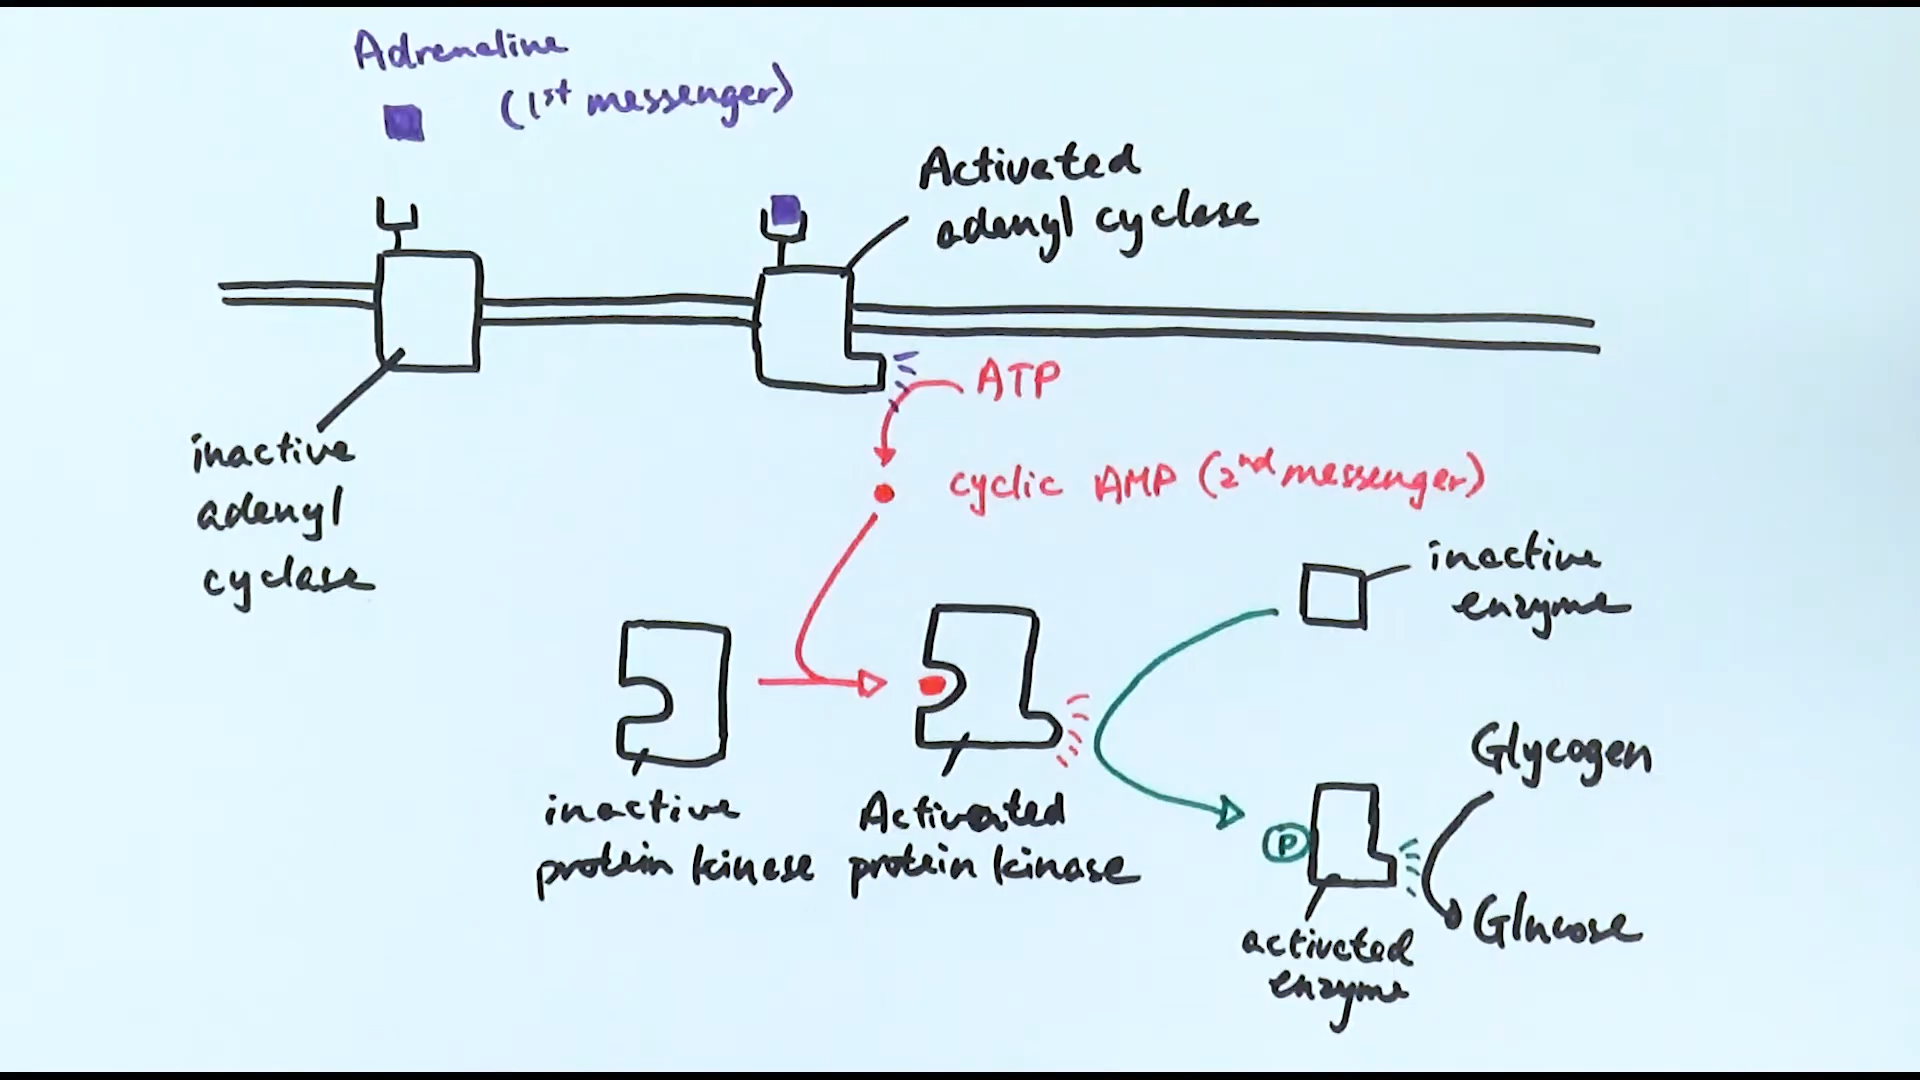 Adrenaline
(1st messenger)
Activated
adenyl cyclase
ATP
cyclic AMP (2nd messenger)
inactive
adenyl
cyclase
inactive
enzyme
Glycogen
inactive
protein kinase
Activated
protein kinase
P
Glucose
activated
enzyme